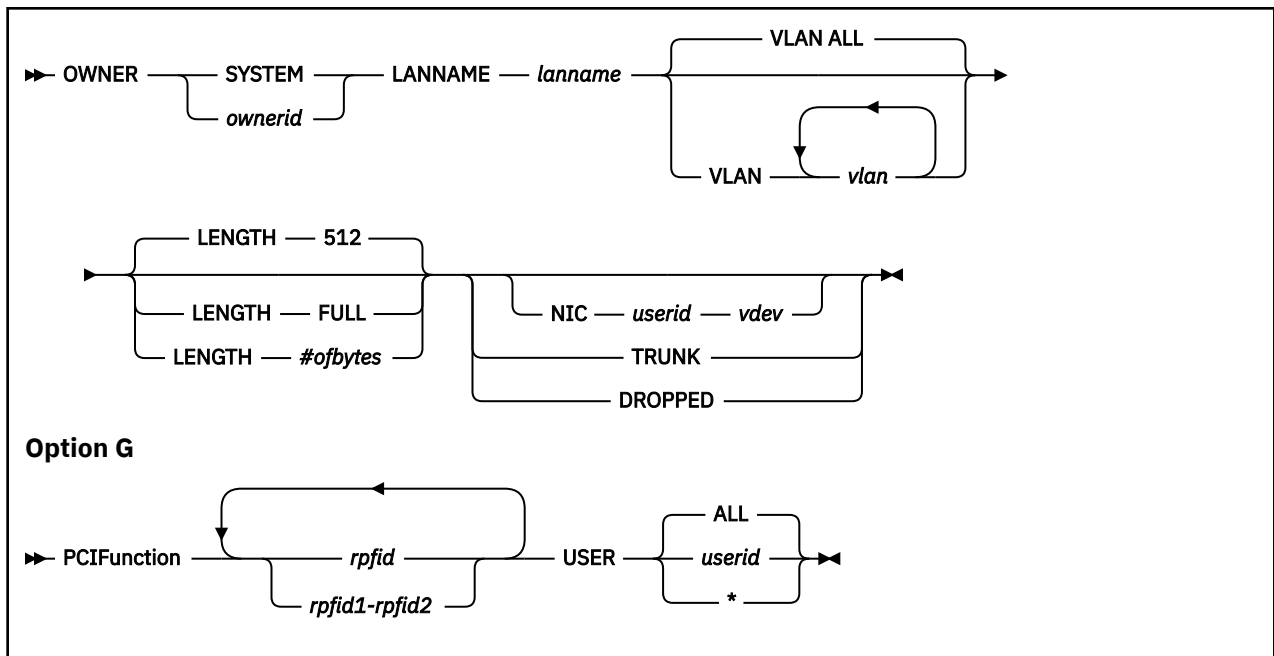 VLAN ALL
OWNER SYSTEM LANNAME lanname
ownerid
VLAN vlan
LENGTH 512
LENGTH FULL NIC userid vdev
LENGTH #ofbytes TRUNK
DROPPED
Option G
ALL
PCIFunction rpfid USER userid
rpfid1-rpfid2 *